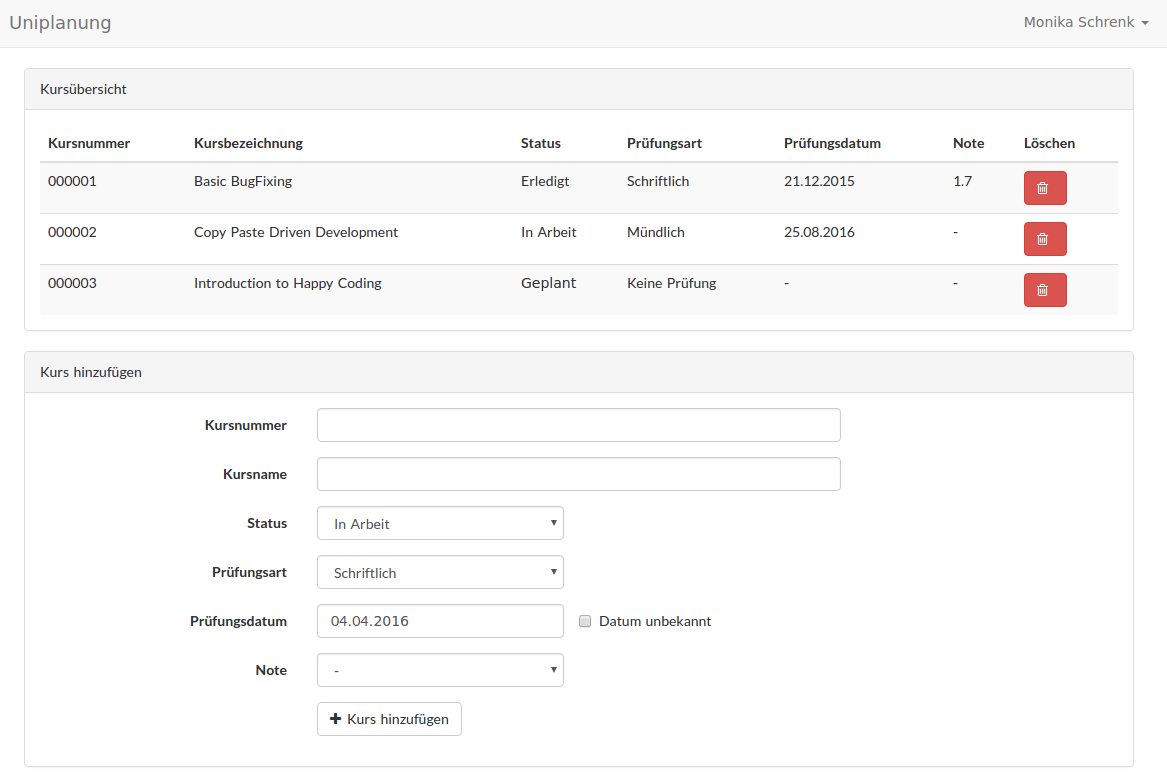 Uniplanung Monika Schrenk
Kursübersicht
Kursnummer Kursbezeichnung Status Prüfungsart Prüfungsdatum Note Löschen
000001 Basic BugFixing Erledigt Schriftlich 21.12.2015 1.7
000002 Copy Paste Driven Development In Arbeit Mündlich 25.08.2016 -
000003 Introduction to Happy Coding Geplant Keine Prüfung - -
Kurs hinzufügen
Kursnummer
Kursname
Status In Arbeit
Prüfungsart Schriftlich
Prüfungsdatum 04.04.2016 Datum unbekannt
Note -
Kurs hinzufügen